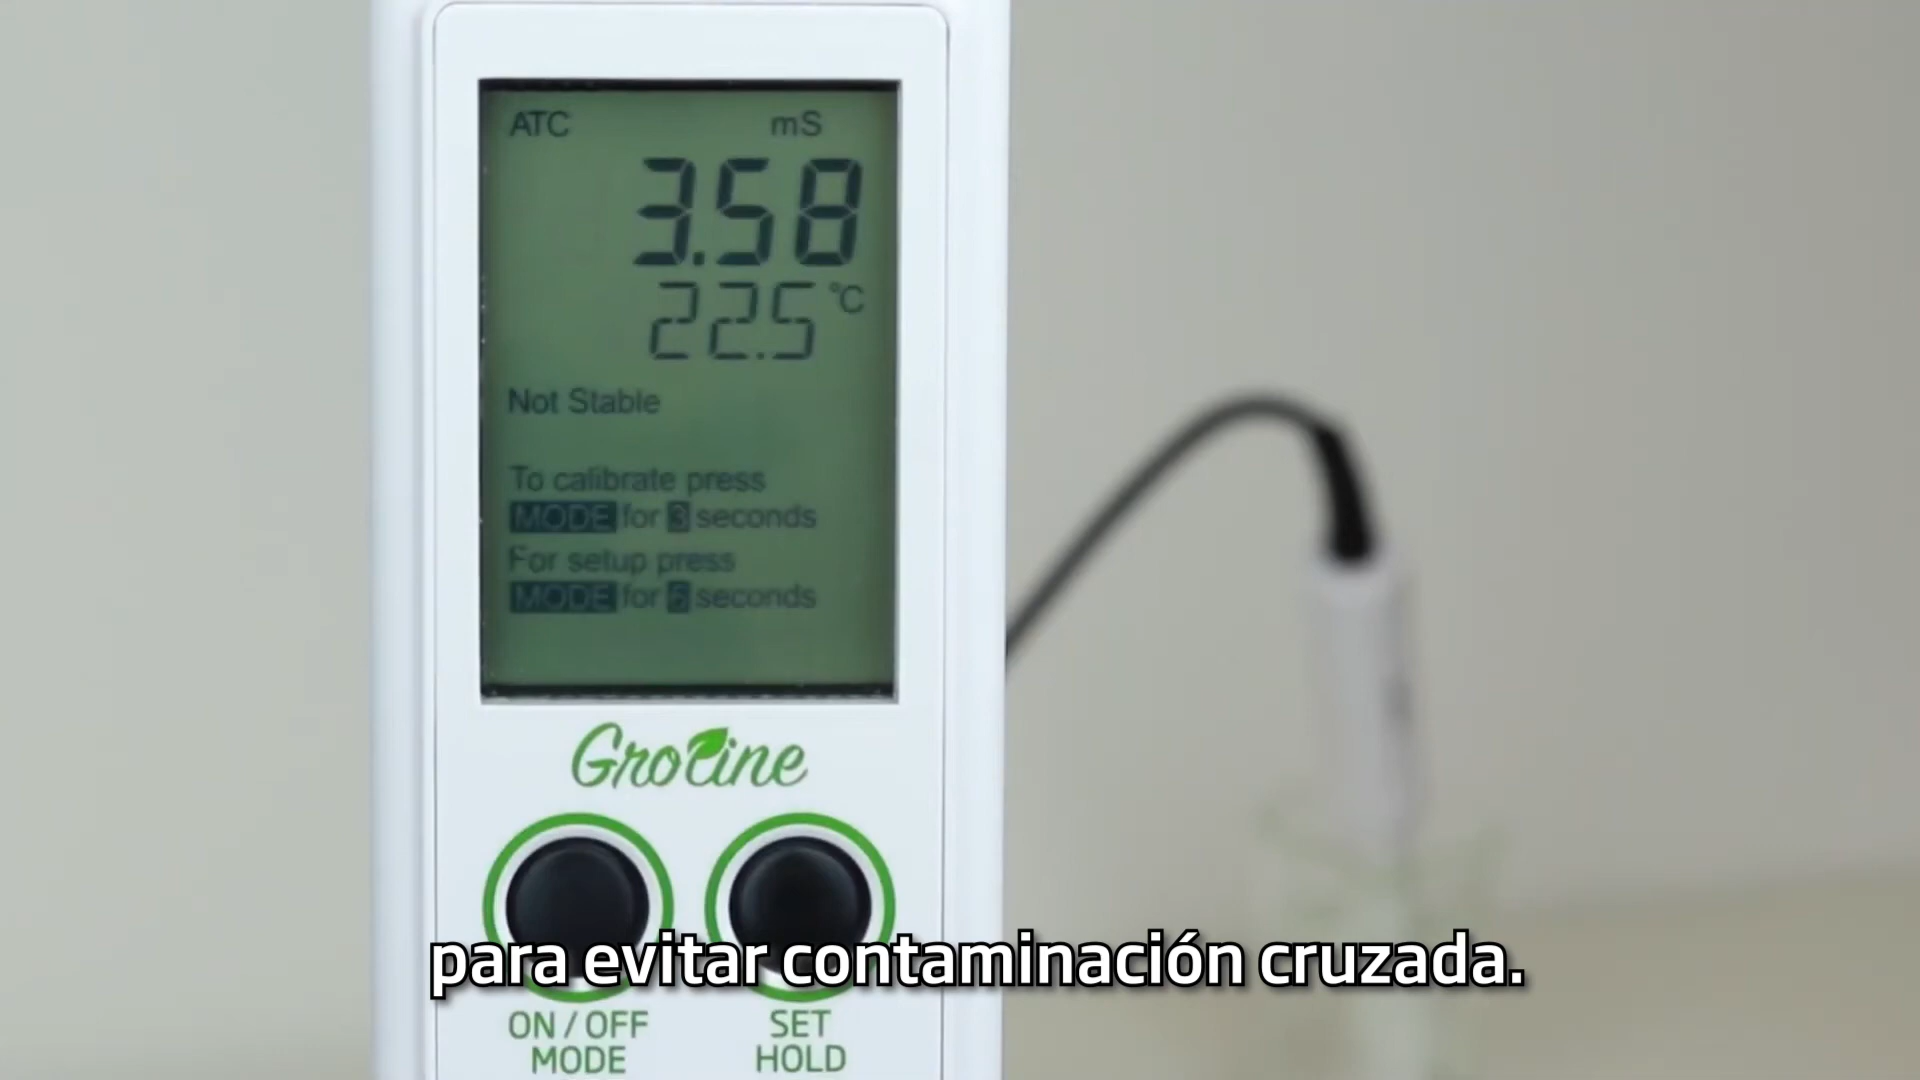 ATC mS
3.58
22.5 °C
Not Stable
To calibrate press
MODE for 3 seconds
For setup press
MODE for 6 seconds
GroLine
para evitar contaminación cruzada.
ON / OFF
MODE
SET
HOLD